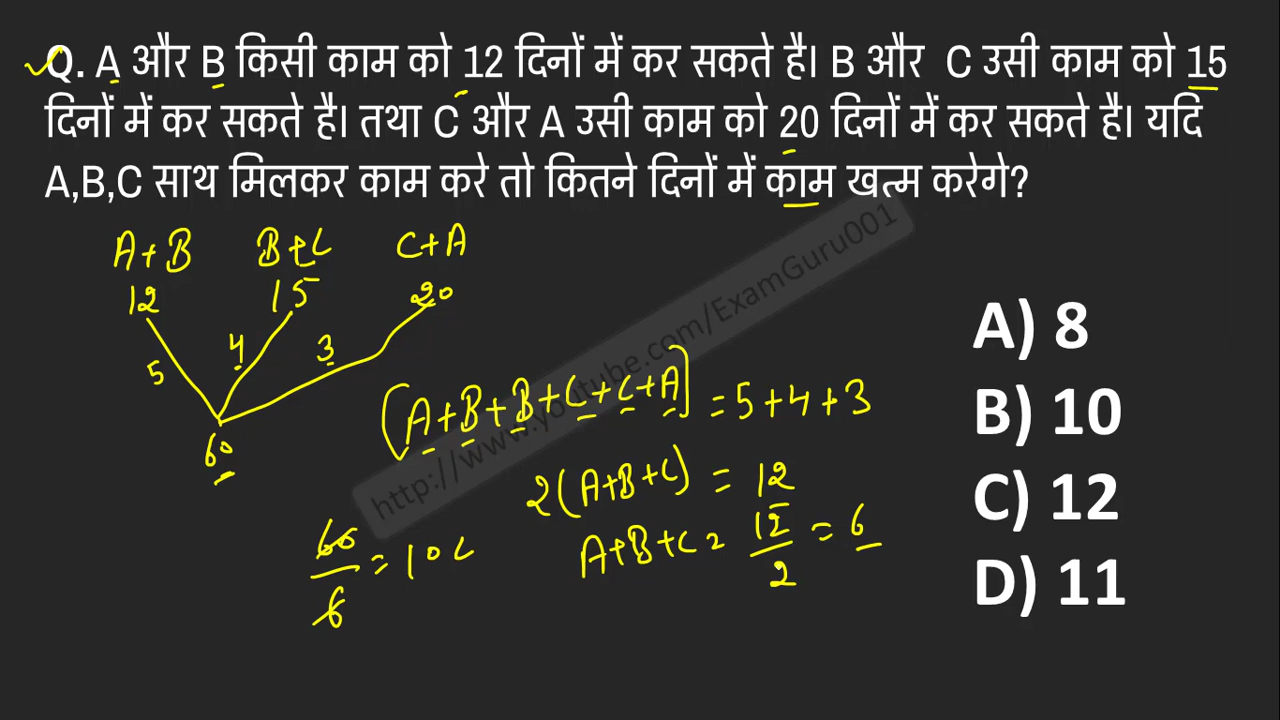 Q. A और B किसी काम को 12 दिनों में कर सकते है। B और C उसी काम को 15
दिनों में कर सकते है। तथा C और A उसी काम को 20 दिनों में कर सकते है। यदि
A,B,C साथ मिलकर काम करे तो कितने दिनों में काम खत्म करेगे?
A+B B+C C+A
12 15 20
5 4 3
60
(A+B+B+C+C+A) = 5+4+3
2(A+B+C) = 12
A+B+C = 12/2 = 6
60/6 = 10
A) 8
B) 10
C) 12
D) 11
http://www.youtube.com/ExamGuru001